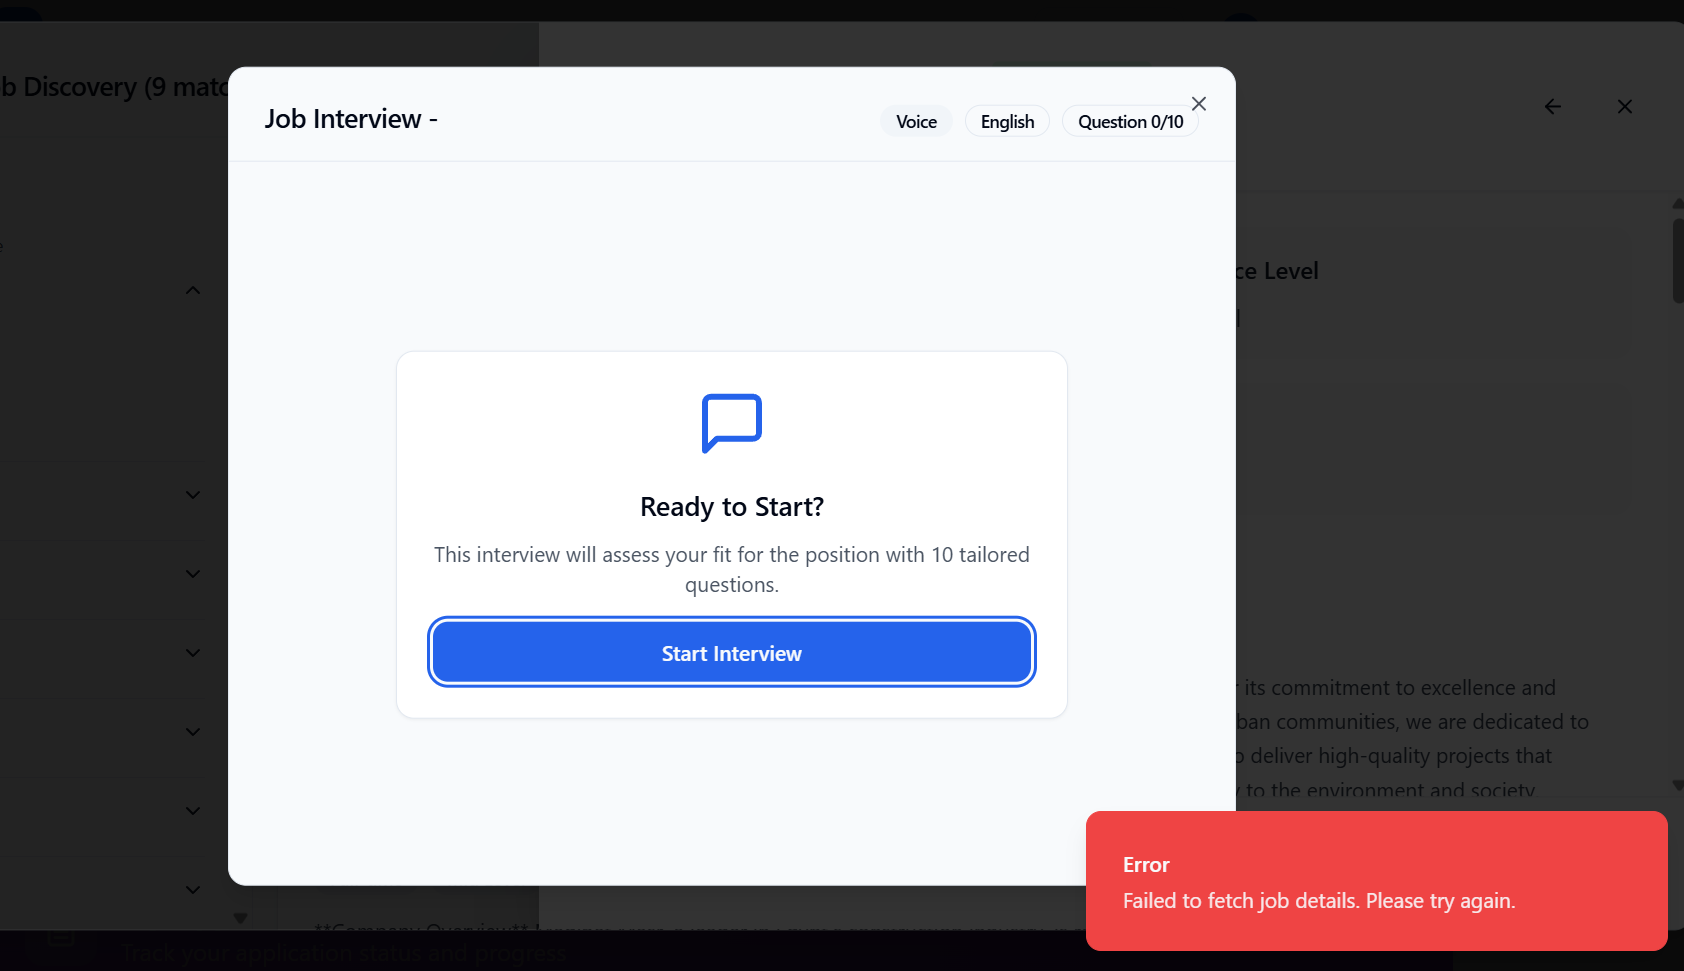 b Discovery (9 matc
Job Interview -
Voice
English
Question 0/10
ce Level
Ready to Start?
This interview will assess your fit for the position with 10 tailored
questions.
Start Interview
its commitment to excellence and
ban communities, we are dedicated to
o deliver high-quality projects that
y to the environment and society
Error
Failed to fetch job details. Please try again.
**Company Overview**
Track your application status and progress